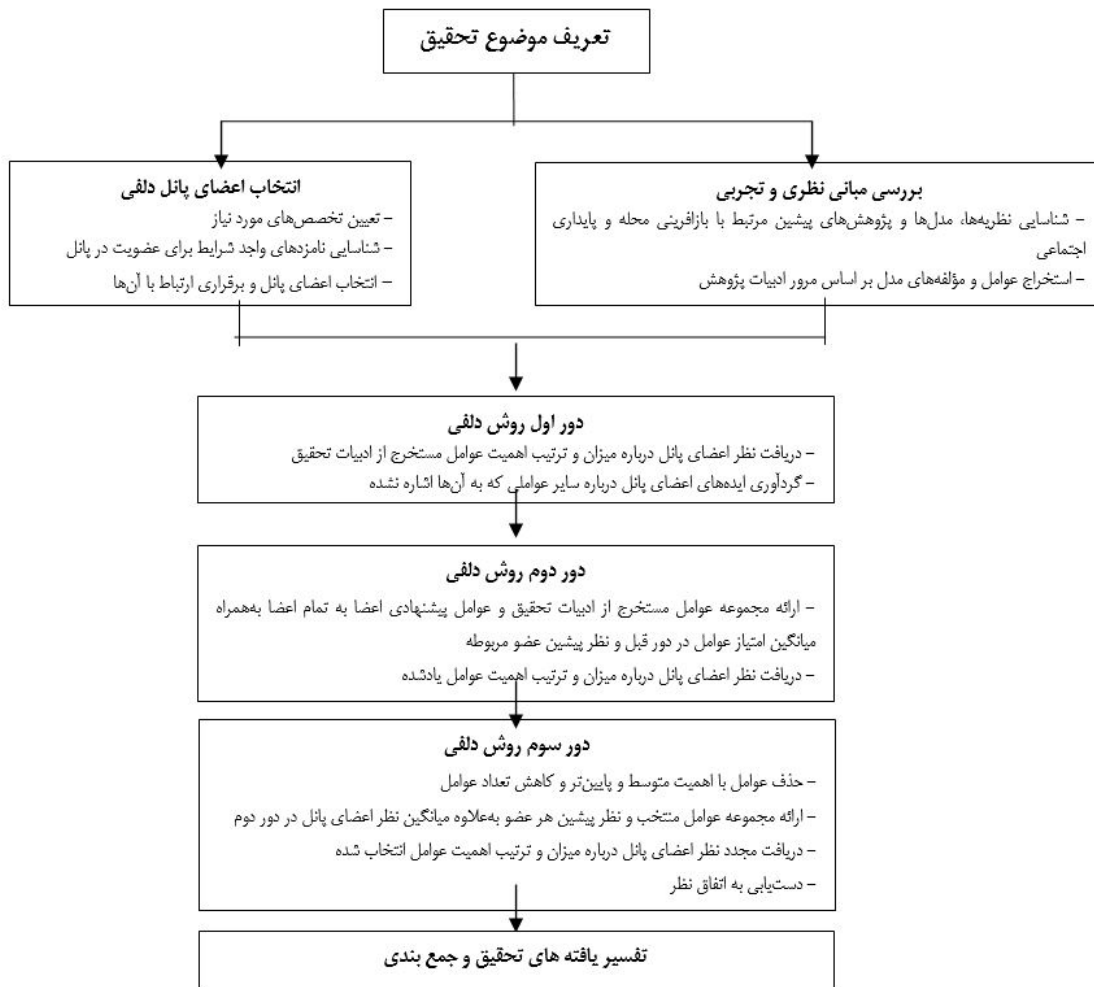 تعریف موضوع تحقیق
بررسی مبانی نظری و تجربی
– شناسایی نظریه‌ها، مدل‌ها و پژوهش‌های پیشین مرتبط با بازآفرینی محله و پایداری
اجتماعی
– استخراج عوامل و مؤلفه‌های مدل بر اساس مرور ادبیات پژوهش
انتخاب اعضای پانل دلفی
– تعیین تخصص‌های مورد نیاز
– شناسایی نامزدهای واجد شرایط برای عضویت در پانل
– انتخاب اعضای پانل و برقراری ارتباط با آن‌ها
دور اول روش دلفی
– دریافت نظر اعضای پانل درباره میزان و ترتیب اهمیت عوامل مستخرج از ادبیات تحقیق
– گردآوری ایده‌های اعضای پانل درباره سایر عواملی که به آن‌ها اشاره نشده
دور دوم روش دلفی
– ارائه مجموعه عوامل مستخرج از ادبیات تحقیق و عوامل پیشنهادی اعضا به تمام اعضا به‌همراه
میانگین امتیاز عوامل در دور قبل و نظر پیشین عضو مربوطه
– دریافت نظر اعضای پانل درباره میزان و ترتیب اهمیت عوامل یادشده
دور سوم روش دلفی
– حذف عوامل با اهمیت متوسط و پایین‌تر و کاهش تعداد عوامل
– ارائه مجموعه عوامل منتخب و نظر پیشین هر عضو به‌علاوه میانگین نظر اعضای پانل در دور دوم
– دریافت مجدد نظر اعضای پانل درباره میزان و ترتیب اهمیت عوامل انتخاب شده
– دست‌یابی به اتفاق نظر
تفسیر یافته های تحقیق و جمع بندی